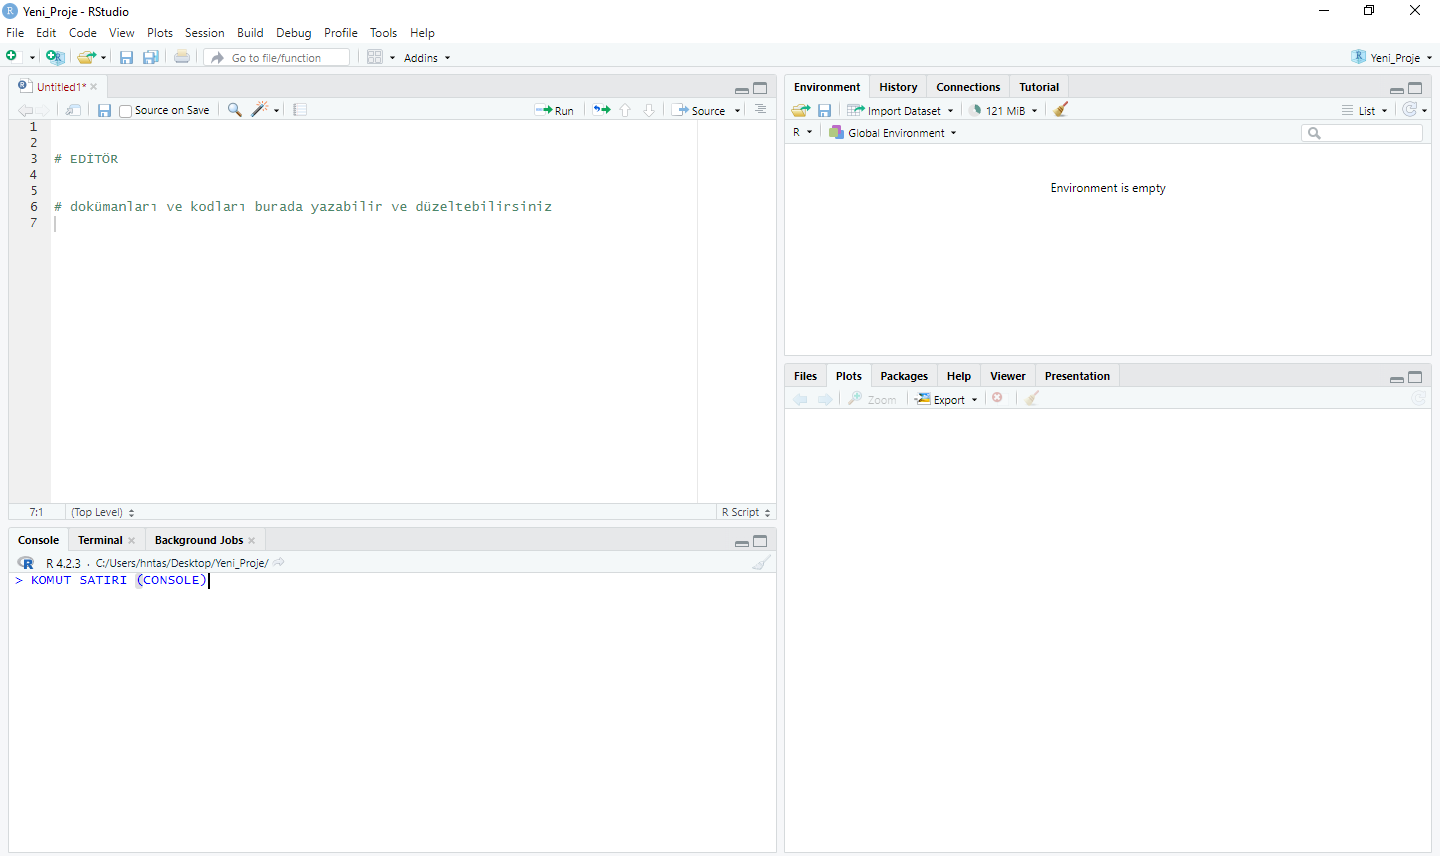 Yeni_Proje - RStudio
File Edit Code View Plots Session Build Debug Profile Tools Help
Go to file/function Addins Yeni_Proje
Untitled1*
Source on Save Run Source
1
2
3 # EDİTÖR
4
5
6 # dokümanları ve kodları burada yazabilir ve düzeltebilirsiniz
7
7:1 (Top Level) R Script
Console Terminal Background Jobs
R 4.2.3 · C:/Users/hntas/Desktop/Yeni_Proje/
> KOMUT SATIRI (CONSOLE)
Environment History Connections Tutorial
Import Dataset 121 MiB List
R Global Environment
Environment is empty
Files Plots Packages Help Viewer Presentation
Zoom Export